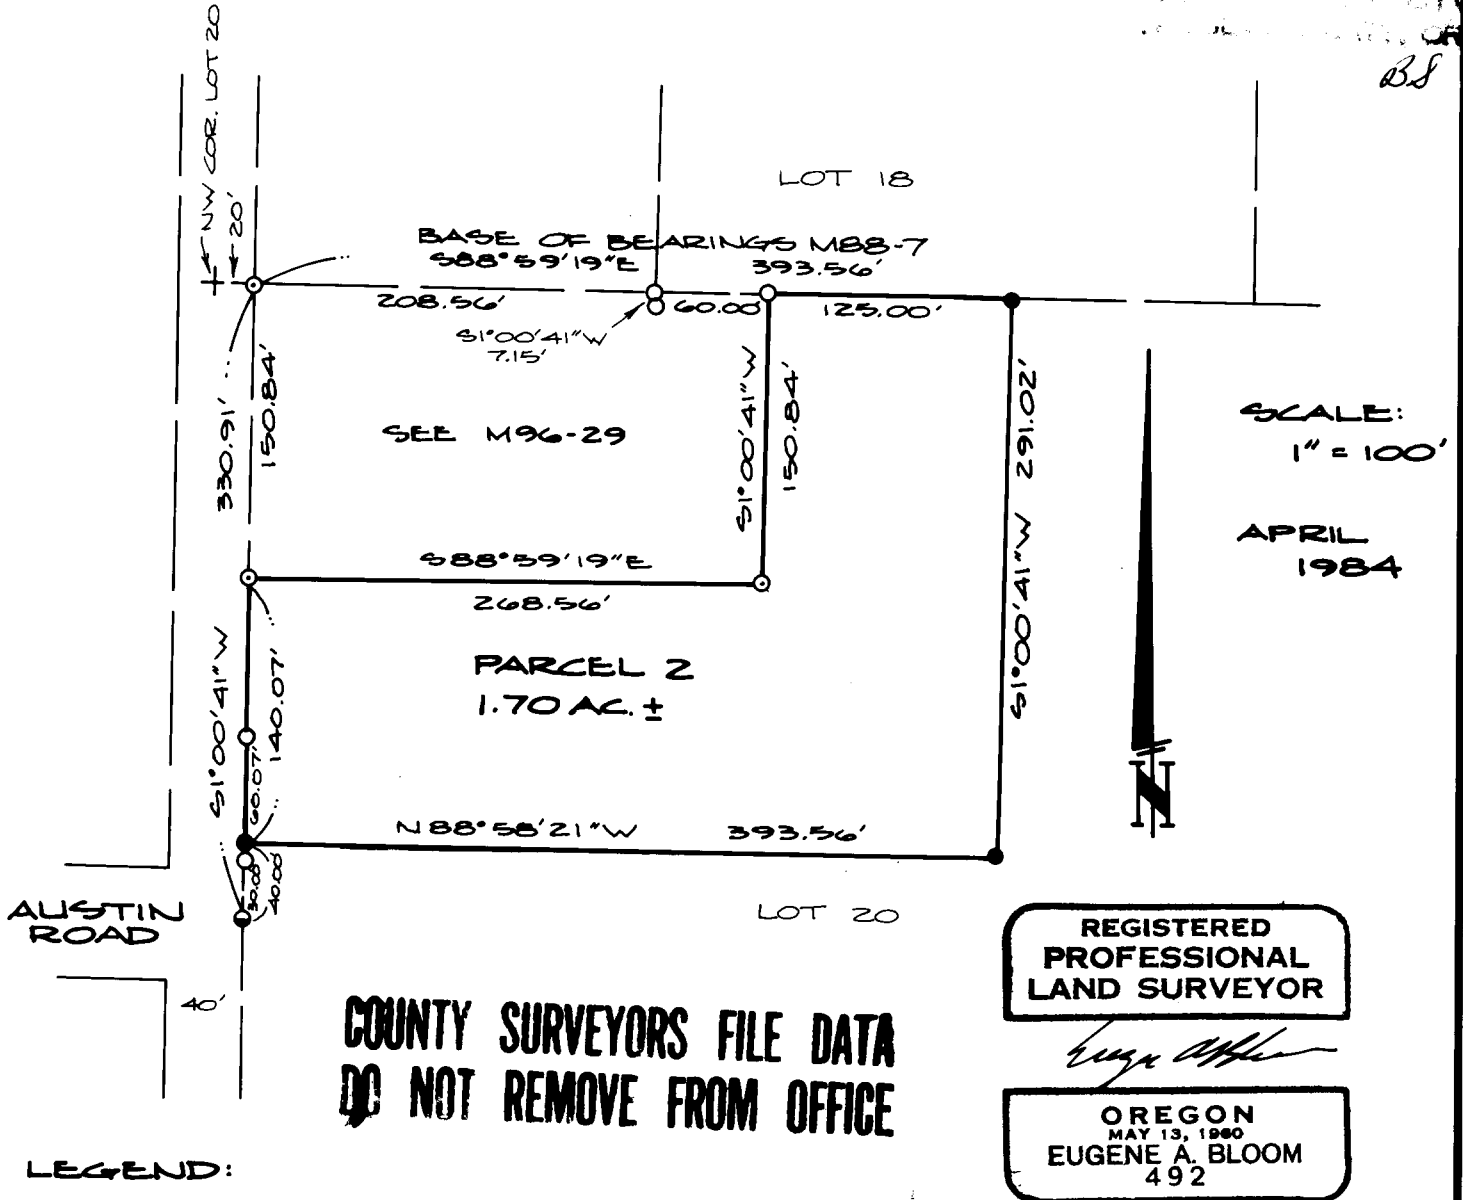 BS
NW COR. LOT 20
20'
LOT 18
BASE OF BEARINGS M88-7
S88°59'19"E 393.56'
208.56' 60.00' 125.00'
S1°00'41"W
7.15'
330.91'
150.84'
SEE M96-29
S1°00'41"W
150.84'
S1°00'41"W 291.02'
SCALE:
1" = 100'
APRIL
1984
S88°59'19"E
268.56'
PARCEL 2
1.70 AC. ±
S1°00'41"W
140.07'
60.07'
N
N88°58'21"W 393.56'
30.00'
40.00'
AUSTIN
ROAD
LOT 20
40'
REGISTERED
PROFESSIONAL
LAND SURVEYOR
COUNTY SURVEYORS FILE DATA
DO NOT REMOVE FROM OFFICE
OREGON
MAY 13, 1960
EUGENE A. BLOOM
492
LEGEND: